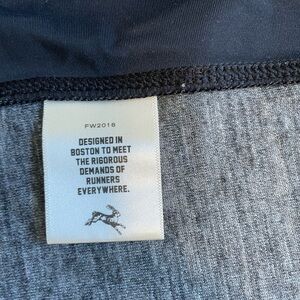 FW2018
DESIGNED IN
BOSTON TO MEET
THE RIGOROUS
DEMANDS OF
RUNNERS
EVERYWHERE.